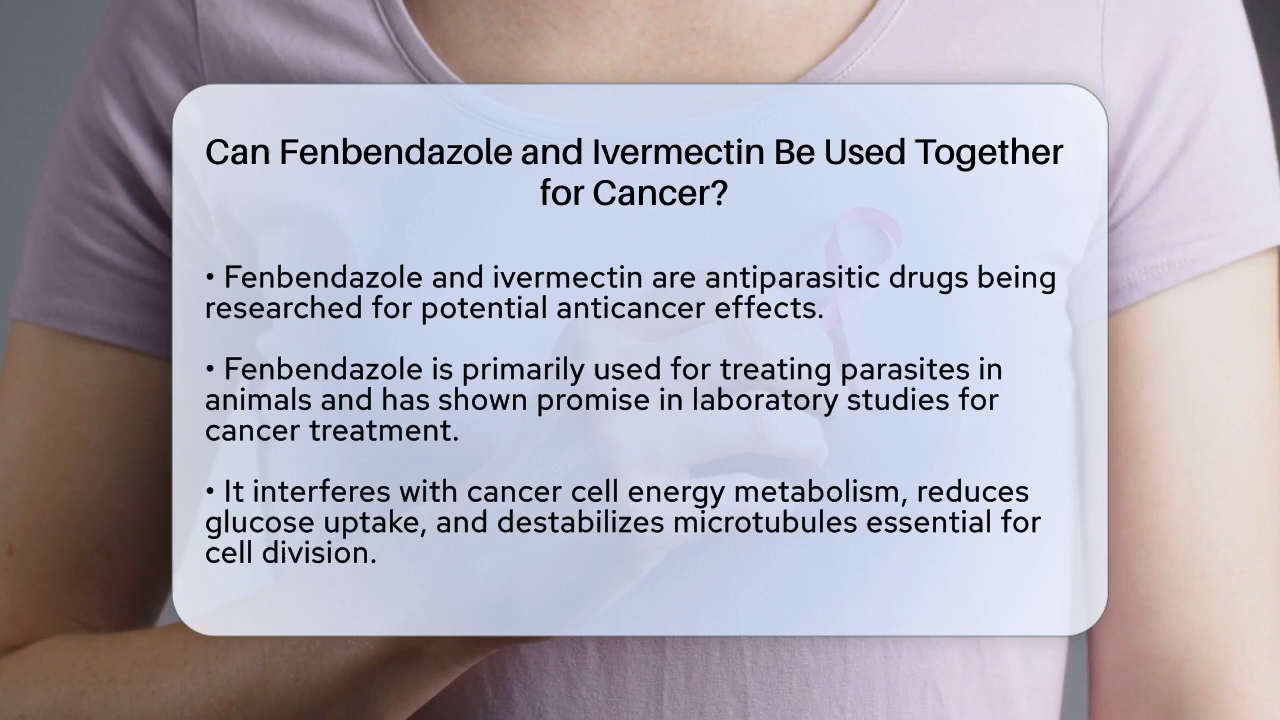 Can Fenbendazole and Ivermectin Be Used Together
for Cancer?
• Fenbendazole and ivermectin are antiparasitic drugs being
researched for potential anticancer effects.
• Fenbendazole is primarily used for treating parasites in
animals and has shown promise in laboratory studies for
cancer treatment.
• It interferes with cancer cell energy metabolism, reduces
glucose uptake, and destabilizes microtubules essential for
cell division.